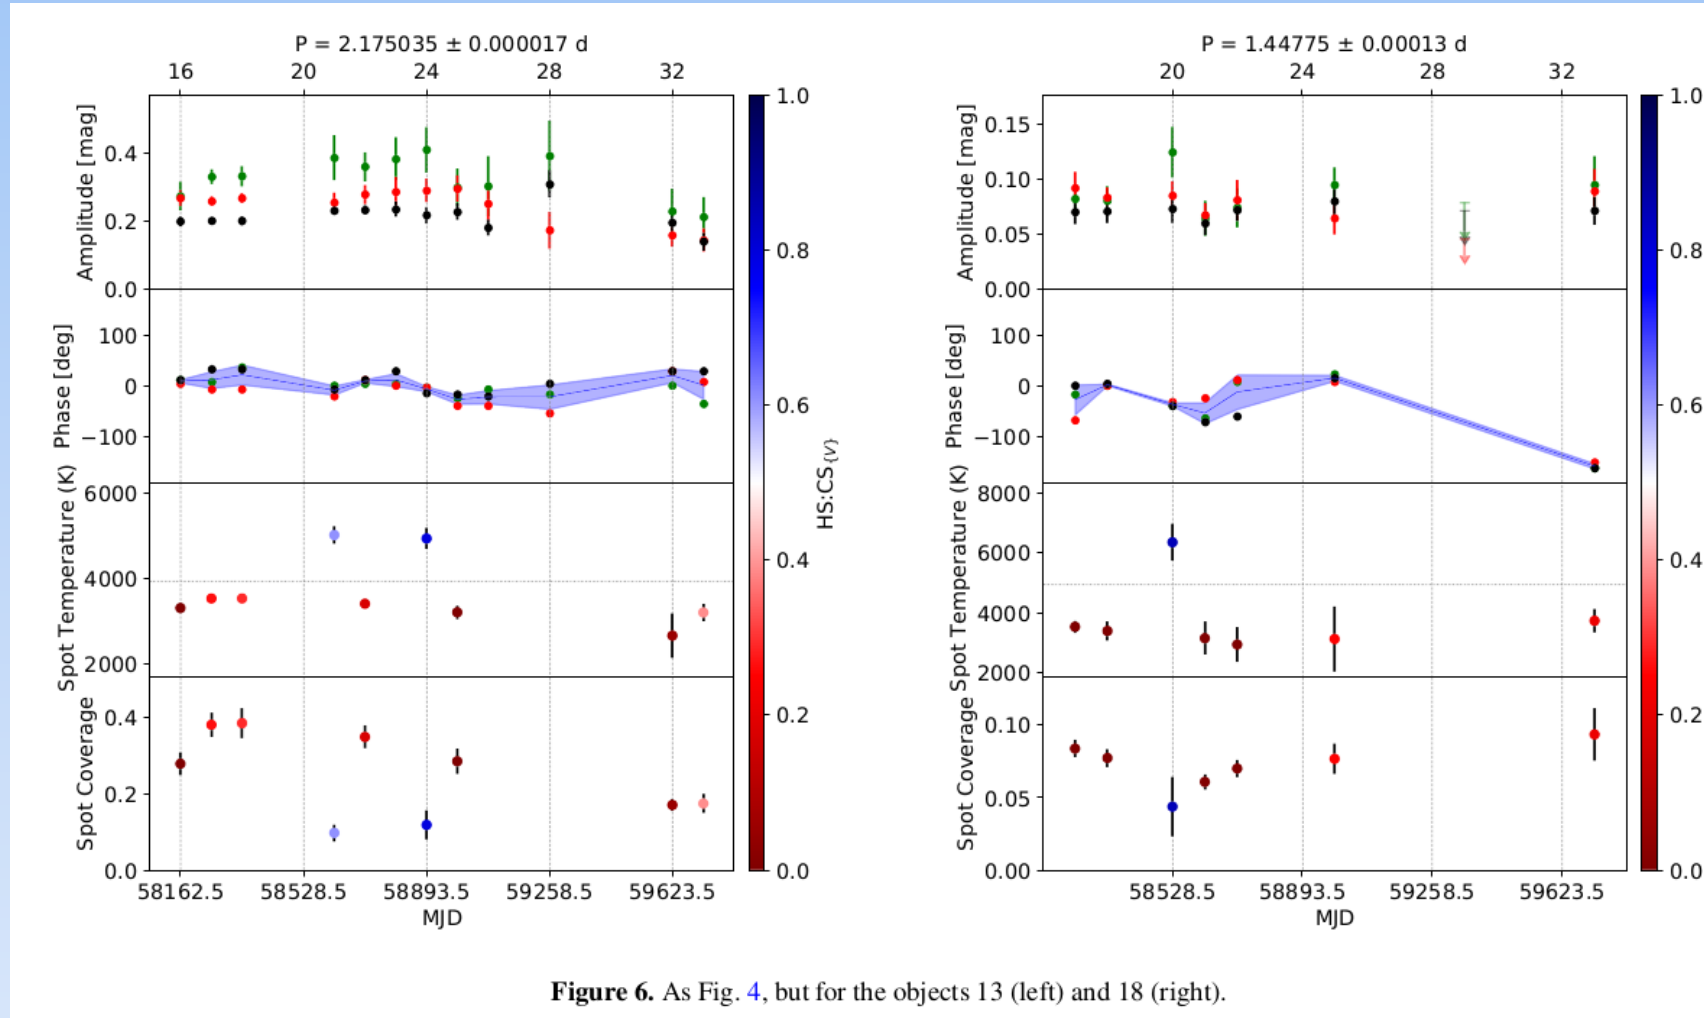 P = 2.175035 ± 0.000017 d
16 20 24 28 32
Amplitude [mag]
0.4
0.2
0.0
Phase [deg]
100
0
−100
Spot Temperature (K)
6000
4000
2000
Spot Coverage
0.4
0.2
0.0
58162.5 58528.5 58893.5 59258.5 59623.5
MJD
1.0
0.8
0.6
0.4
0.2
0.0
HS:CS{V}
P = 1.44775 ± 0.00013 d
20 24 28 32
Amplitude [mag]
0.15
0.10
0.05
0.00
Phase [deg]
100
0
−100
Spot Temperature (K)
8000
6000
4000
2000
Spot Coverage
0.10
0.05
0.00
58528.5 58893.5 59258.5 59623.5
MJD
1.0
0.8
0.6
0.4
0.2
0.0
Figure 6. As Fig. 4, but for the objects 13 (left) and 18 (right).